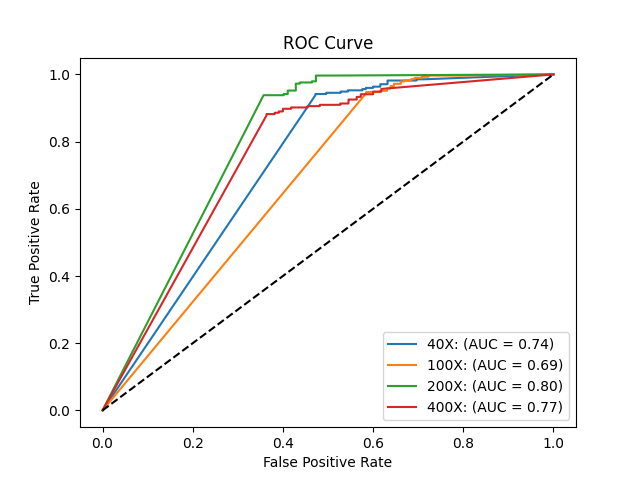 ROC Curve
True Positive Rate
1.0
0.8
0.6
0.4
0.2
0.0
40X: (AUC = 0.74)
100X: (AUC = 0.69)
200X: (AUC = 0.80)
400X: (AUC = 0.77)
0.0 0.2 0.4 0.6 0.8 1.0
False Positive Rate